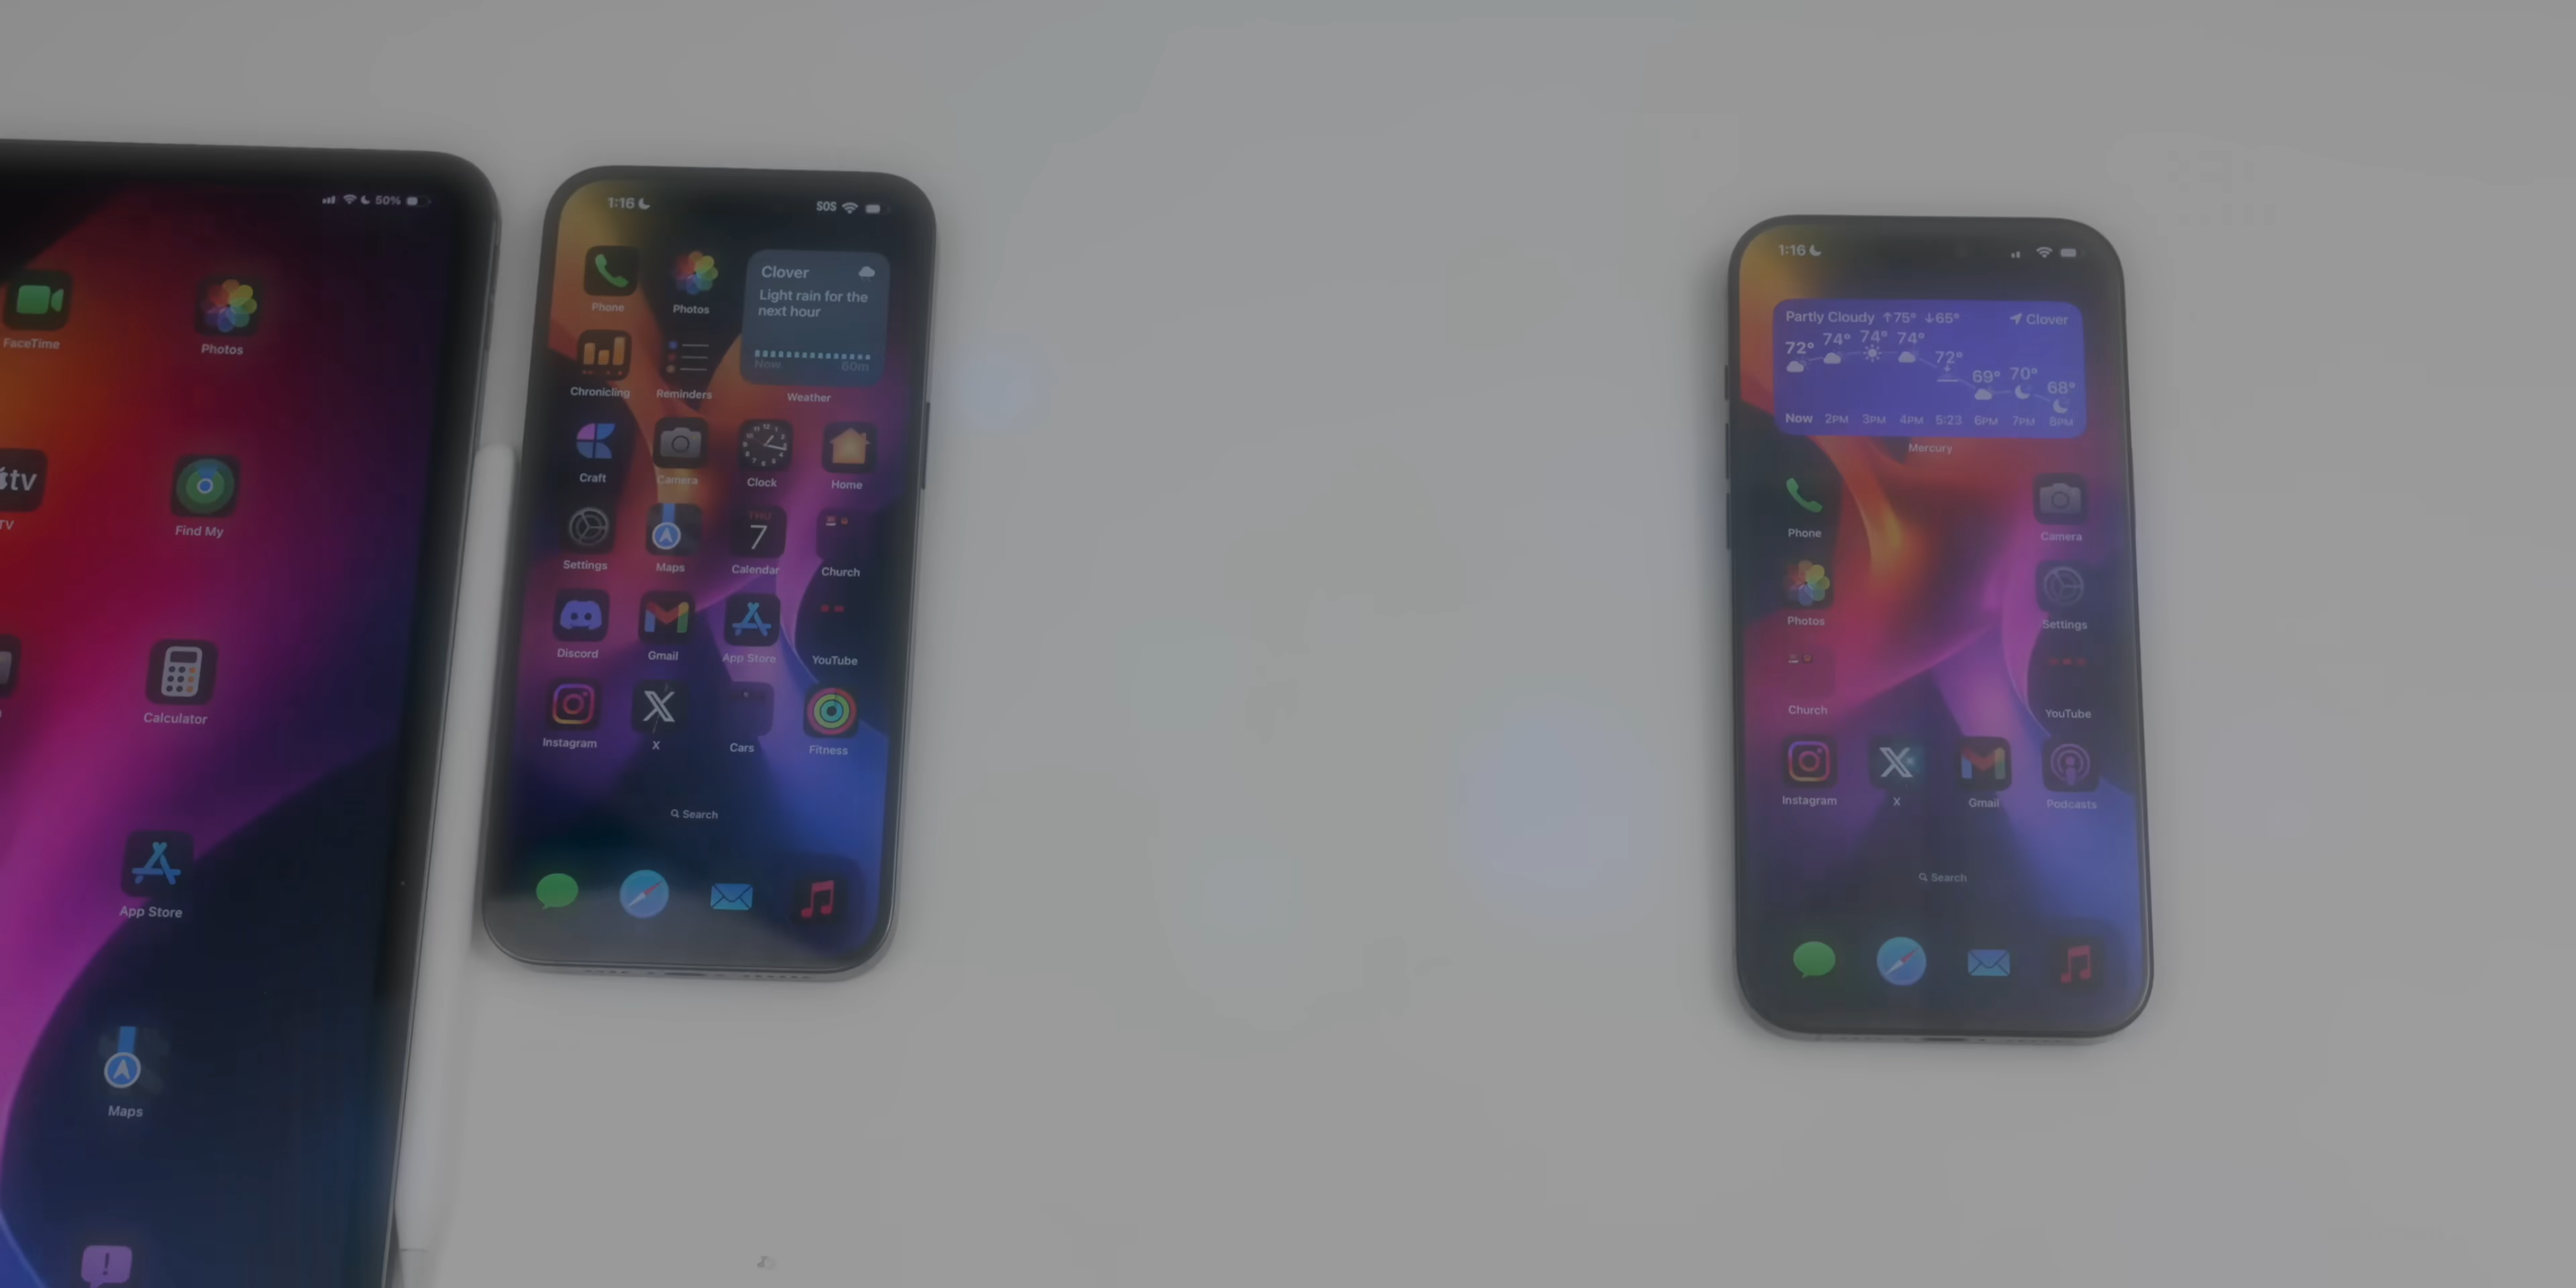 50%
FaceTime
Photos
tv
TV
Find My
Calculator
App Store
Maps
!
1:16
SOS
Phone
Photos
Clover
Light rain for the
next hour
Now
60m
Chronicling
Reminders
Weather
Craft
Camera
Clock
Home
THU
7
Settings
Maps
Calendar
Church
Discord
Gmail
App Store
YouTube
Instagram
X
Cars
Fitness
Search
1:16
Partly Cloudy ↑75° ↓65°
Clover
72° 74° 74° 74° 72° 69° 70° 68°
Now 2PM 3PM 4PM 5:23 6PM 7PM 8PM
Mercury
Phone
Camera
Photos
Settings
Church
YouTube
Instagram
X
Gmail
Podcasts
Search